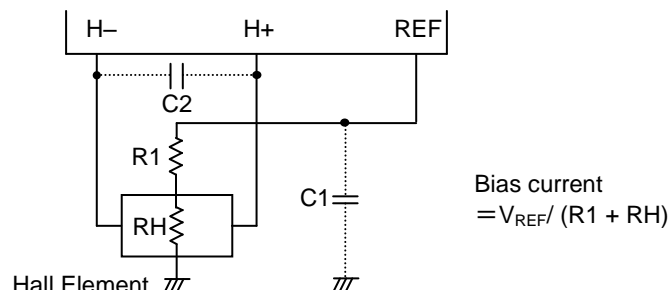 H– H+ REF
C2
R1
C1
RH
Bias current
＝VREF/ (R1 + RH)
Hall Element